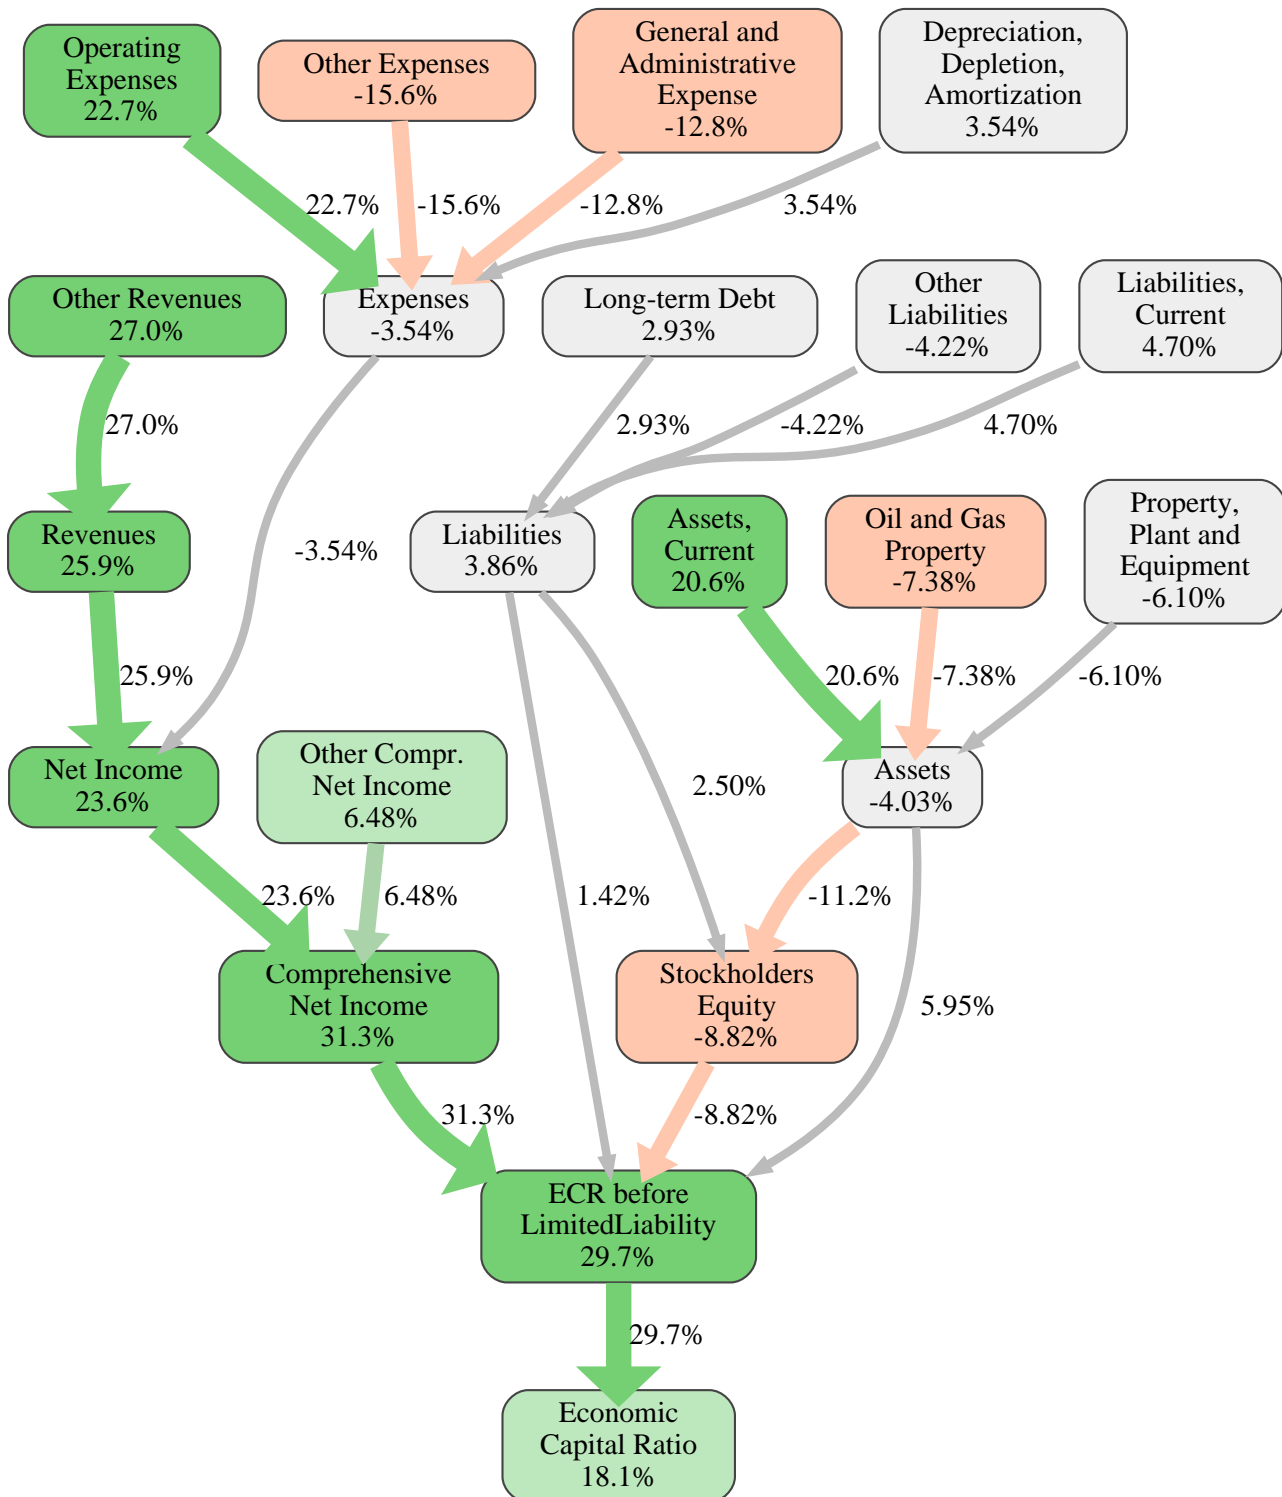 Operating
Expenses
22.7%
Other Expenses
-15.6%
General and
Administrative
Expense
-12.8%
Depreciation,
Depletion,
Amortization
3.54%
22.7%
-15.6%
-12.8%
3.54%
Other Revenues
27.0%
Expenses
-3.54%
Long-term Debt
2.93%
Other
Liabilities
-4.22%
Liabilities,
Current
4.70%
27.0%
2.93%
-4.22%
4.70%
Revenues
25.9%
-3.54%
Liabilities
3.86%
Assets,
Current
20.6%
Oil and Gas
Property
-7.38%
Property,
Plant and
Equipment
-6.10%
25.9%
20.6%
-7.38%
-6.10%
Net Income
23.6%
Other Compr.
Net Income
6.48%
2.50%
Assets
-4.03%
23.6%
6.48%
1.42%
-11.2%
Comprehensive
Net Income
31.3%
Stockholders
Equity
-8.82%
5.95%
31.3%
-8.82%
ECR before
LimitedLiability
29.7%
29.7%
Economic
Capital Ratio
18.1%